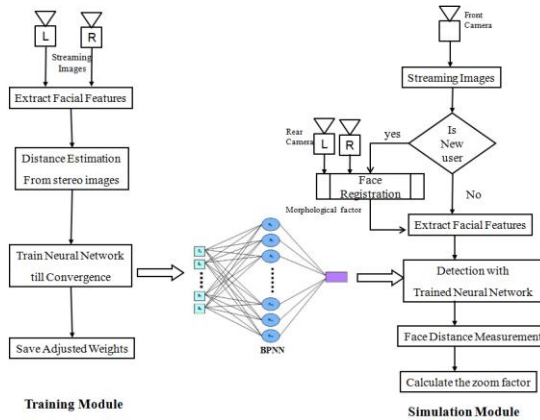 L
R
Streaming
Images
Extract Facial Features
Distance Estimation
From stereo images
Train Neural Network
till Convergence
Save Adjusted Weights
Training Module
BPNN
Front
Camera
Streaming Images
Is
New
user
yes
No
Rear
Camera
L
R
Face
Registration
Morphological factor
Extract Facial Features
Detection with
Trained Neural Network
Face Distance Measurement
Calculate the zoom factor
Simulation Module